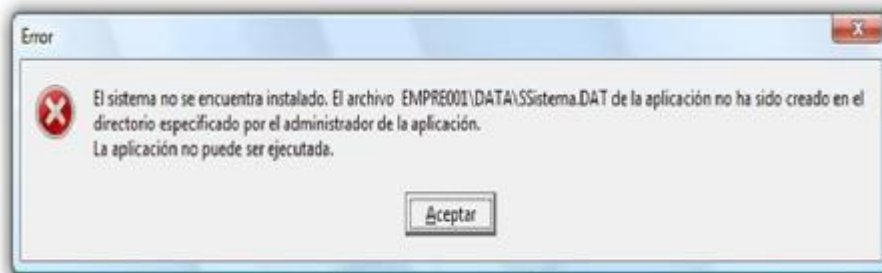 Error
El sistema no se encuentra instalado. El archivo EMPRE001\DATA\SSistema.DAT de la aplicación no ha sido creado en el
directorio especificado por el administrador de la aplicación.
La aplicación no puede ser ejecutada.
Aceptar